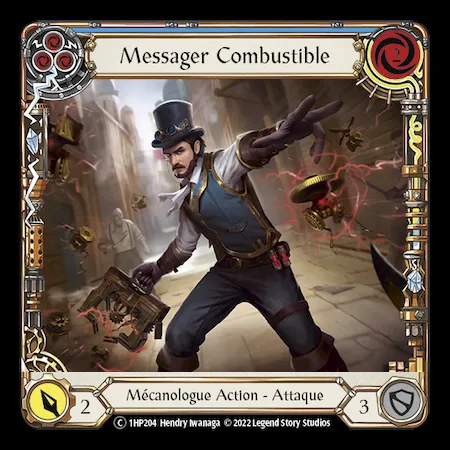 Messager Combustible
Mécanologue Action - Attaque
2
3
C 1HP204 Hendry Iwanaga © 2022 Legend Story Studios